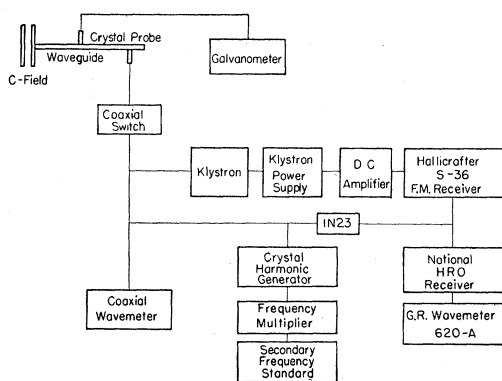 Crystal Probe
Waveguide
C-Field
Galvanometer
Coaxial
Switch
Klystron
Klystron
Power
Supply
D C
Amplifier
Hallicrafter
S-36
F.M. Receiver
1N23
Crystal
Harmonic
Generator
National
HRO
Receiver
Coaxial
Wavemeter
Frequency
Multiplier
G.R. Wavemeter
620-A
Secondary
Frequency
Standard